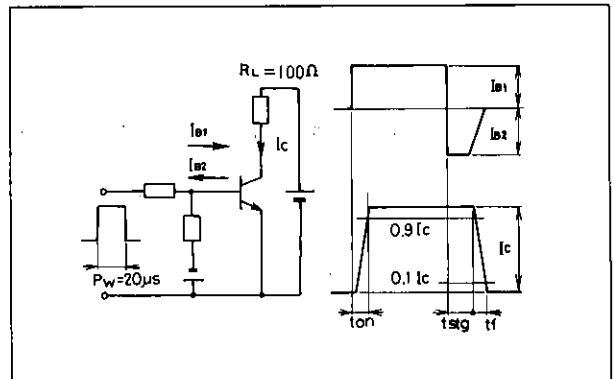 RL=100Ω
IB1
IB2
Ic
Pw=20μs
IB1
IB2
0.9 Ic
Ic
0.1 Ic
ton
tstg
tf